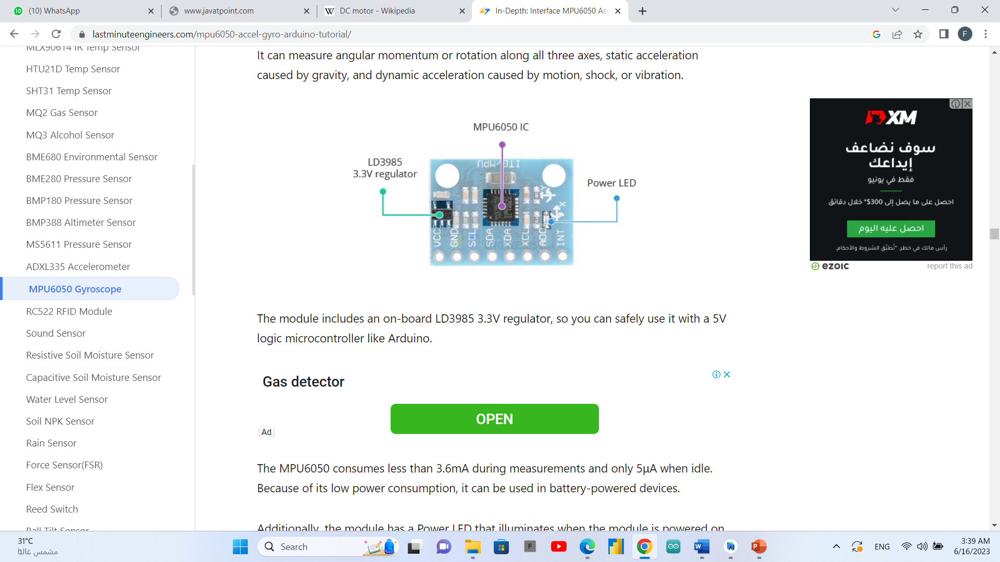 (10) WhatsApp
www.javatpoint.com
W DC motor - Wikipedia
In-Depth: Interface MPU6050 Acc
lastminuteengineers.com/mpu6050-accel-gyro-arduino-tutorial/
F
MLX90614 IR Temp Sensor
HTU21D Temp Sensor
SHT31 Temp Sensor
MQ2 Gas Sensor
MQ3 Alcohol Sensor
BME680 Environmental Sensor
BME280 Pressure Sensor
BMP180 Pressure Sensor
BMP388 Altimeter Sensor
MS5611 Pressure Sensor
ADXL335 Accelerometer
MPU6050 Gyroscope
RC522 RFID Module
Sound Sensor
Resistive Soil Moisture Sensor
Capacitive Soil Moisture Sensor
Water Level Sensor
Soil NPK Sensor
Rain Sensor
Force Sensor(FSR)
Flex Sensor
Reed Switch
Ball Tilt Sensor
It can measure angular momentum or rotation along all three axes, static acceleration
caused by gravity, and dynamic acceleration caused by motion, shock, or vibration.
MPU6050 IC
LD3985
3.3V regulator
Power LED
ITG/MPU
Y
X
VCC GND SCL SDA XDA XCL ADC INT
The module includes an on-board LD3985 3.3V regulator, so you can safely use it with a 5V
logic microcontroller like Arduino.
Gas detector
OPEN
Ad
The MPU6050 consumes less than 3.6mA during measurements and only 5μA when idle.
Because of its low power consumption, it can be used in battery-powered devices.
Additionally, the module has a Power LED that illuminates when the module is powered on.
XM
سوف نضاعف
إيداعك
فقط في يونيو
احصل على ما يصل إلى 300$* خلال دقائق
احصل عليه اليوم
رأس مالك في خطر. *تُطبّق الشروط والأحكام.
ezoic
report this ad
31°C
مشمس غالبًا
Search
ENG
3:39 AM
6/16/2023